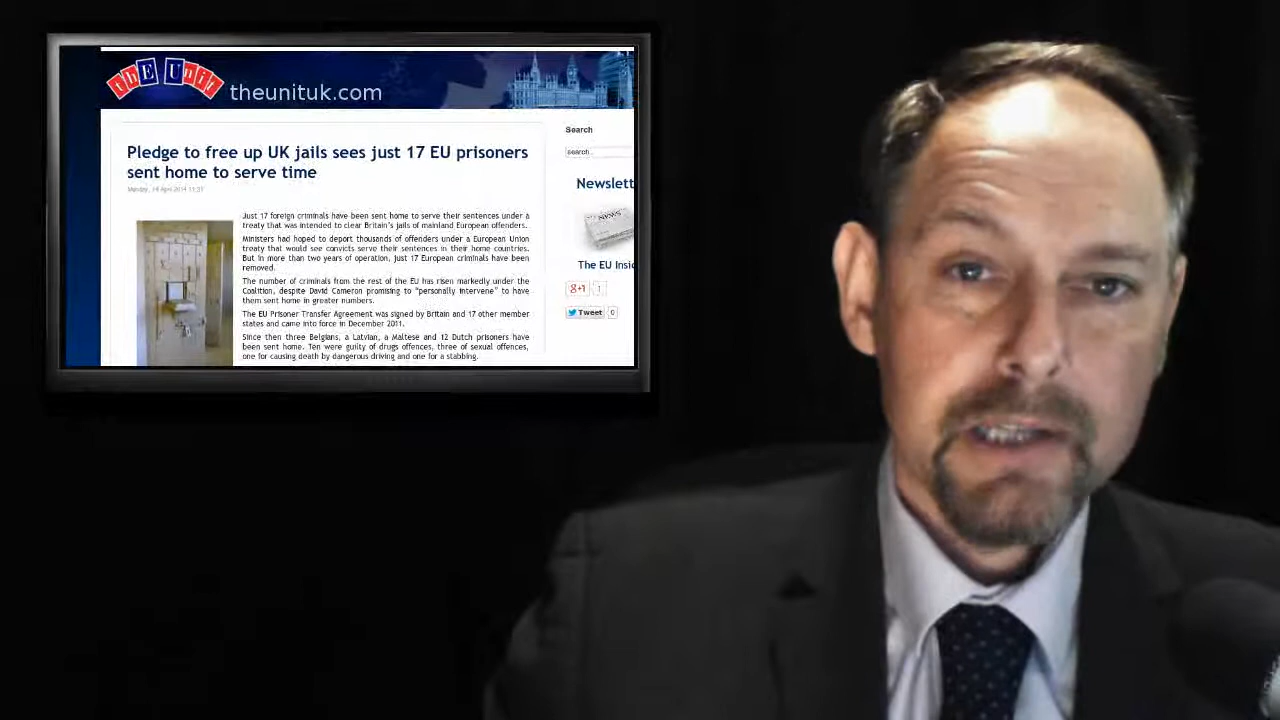 thE Unit
theunituk.com
Pledge to free up UK jails sees just 17 EU prisoners
sent home to serve time
Just 17 foreign criminals have been sent home to serve their sentences under a
treaty that was intended to clear Britain's jails of mainland European offenders.
Ministers had hoped to deport thousands of offenders under a European Union
treaty that would see convicts serve their sentences in their home countries.
But in more than two years of operation, just 17 European criminals have been
removed.
The number of criminals from the rest of the EU has risen markedly under the
Coalition, despite David Cameron promising to "personally intervene" to have
them sent home in greater numbers.
The EU Prisoner Transfer Agreement was signed by Britain and 17 other member
states and came into force in December 2011.
Since then three Belgians, a Latvian, a Maltese and 12 Dutch prisoners have
been sent home. Ten were guilty of drugs offences, three of sexual offences,
one for causing death by dangerous driving and one for a stabbing.
Search
search...
Newslett
NEWS
The EU Insid
g+1 1
Tweet 0